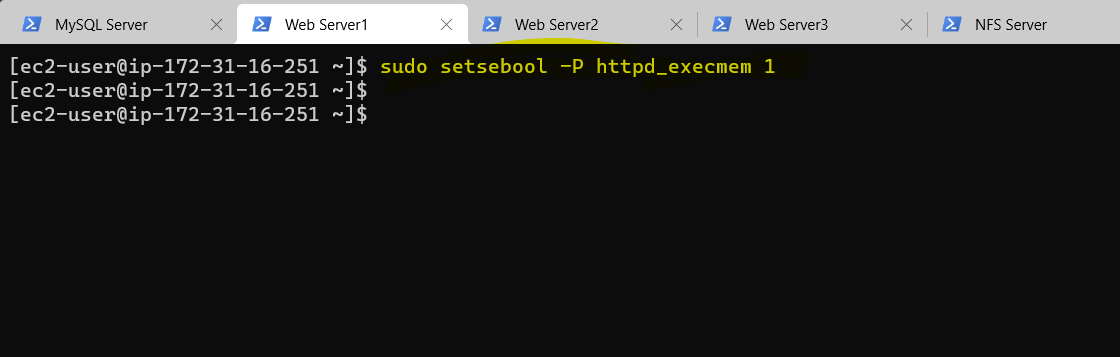 MySQL Server Web Server1 Web Server2 Web Server3 NFS Server
[ec2-user@ip-172-31-16-251 ~]$ sudo setsebool -P httpd_execmem 1
[ec2-user@ip-172-31-16-251 ~]$
[ec2-user@ip-172-31-16-251 ~]$